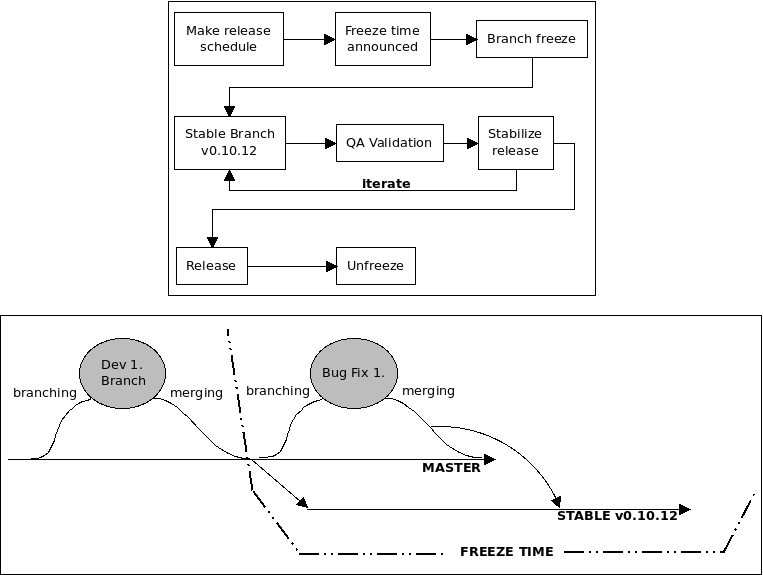 Make release
schedule
Freeze time
announced
Branch freeze
Stable Branch
v0.10.12
QA Validation
Stabilize
release
iterate
Release
Unfreeze
Dev 1.
Branch
Bug Fix 1.
branching
merging
branching
merging
MASTER
STABLE v0.10.12
FREEZE TIME